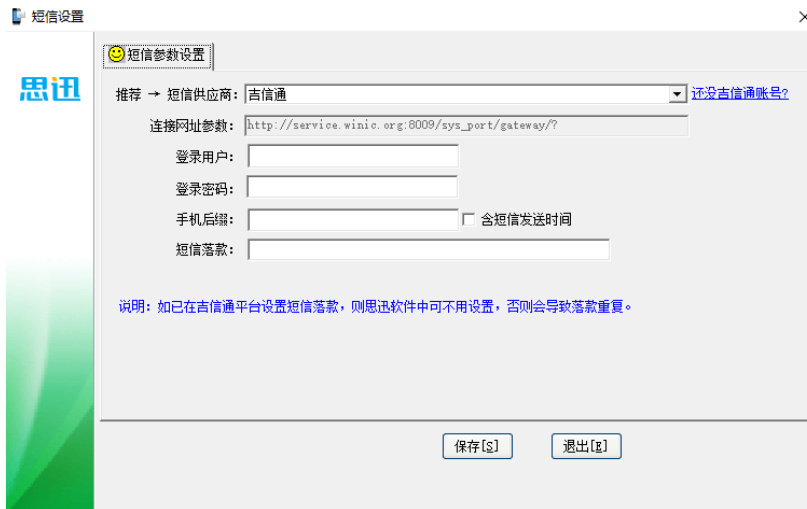 短信设置
思迅
短信参数设置
推荐 → 短信供应商: 吉信通 还没吉信通账号?
连接网址参数: http://service.winic.org:8009/sys_port/gateway/?
登录用户:
登录密码:
手机后缀: 含短信发送时间
短信落款:
说明: 如已在吉信通平台设置短信落款, 则思迅软件中可不用设置, 否则会导致落款重复。
保存[S] 退出[E]